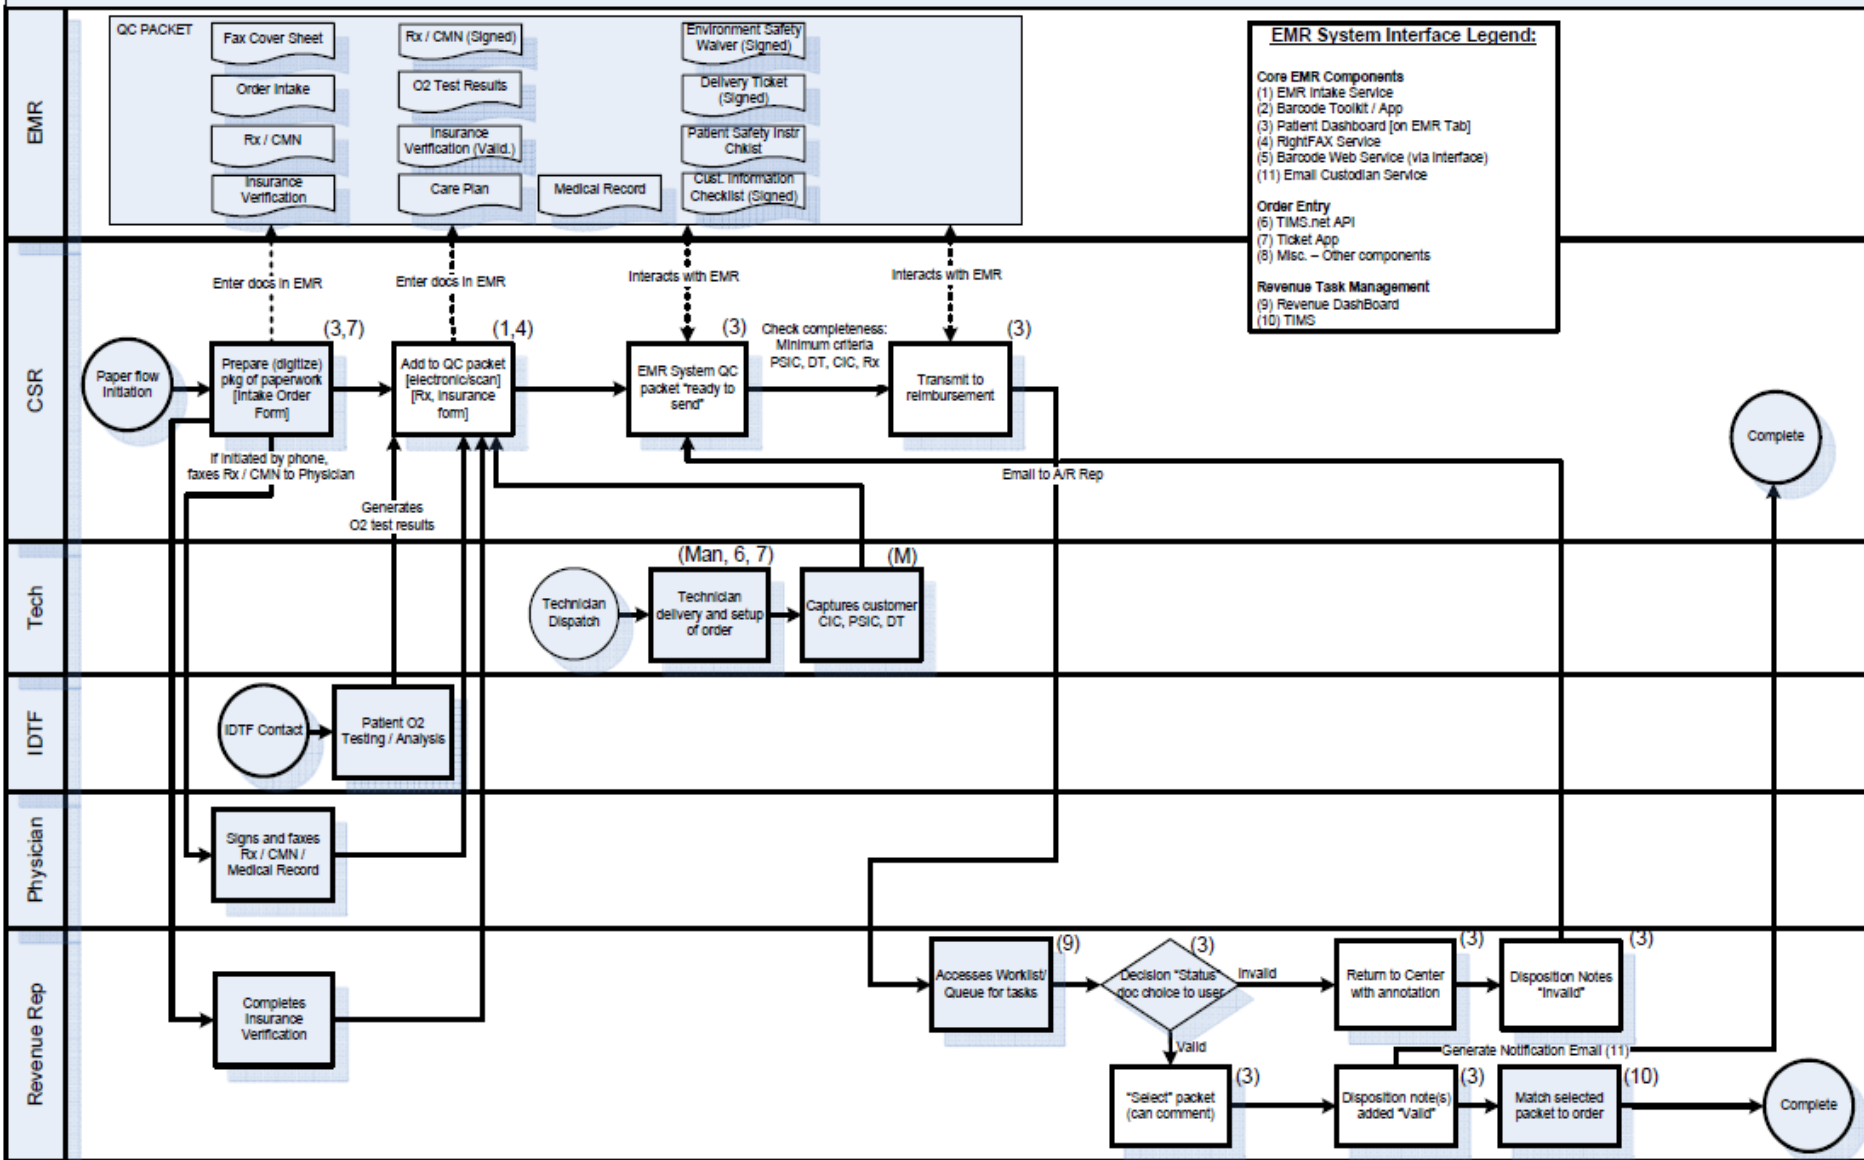 EMR
QC PACKET
Fax Cover Sheet
Order Intake
Rx / CMN
Insurance
Verification
Rx / CMN (Signed)
O2 Test Results
Insurance
Verification (Valid.)
Care Plan
Medical Record
Environment Safety
Waiver (Signed)
Delivery Ticket
(Signed)
Patient Safety Instr
Chklst
Cust. Information
Checklist (Signed)
EMR System Interface Legend:
Core EMR Components
(1) EMR Intake Service
(2) Barcode Toolkit / App
(3) Patient Dashboard [on EMR Tab]
(4) RightFAX Service
(5) Barcode Web Service (via Interface)
(11) Email Custodian Service
Order Entry
(6) TIMS.net API
(7) Ticket App
(8) Misc. – Other components
Revenue Task Management
(9) Revenue DashBoard
(10) TIMS
CSR
Enter docs in EMR
Enter docs in EMR
Interacts with EMR
Interacts with EMR
Paper flow
Initiation
(3,7)
Prepare (digitize)
pkg of paperwork
[Intake Order
Form]
(1,4)
Add to QC packet
[electronic/scan]
[Rx, Insurance
form]
(3)
EMR System QC
packet "ready to
send"
Check completeness:
Minimum criteria
PSIC, DT, CIC, Rx
(3)
Transmit to
reimbursement
If initiated by phone,
faxes Rx / CMN to Physician
Generates
O2 test results
Email to A/R Rep
Complete
Tech
Technician
Dispatch
(Man, 6, 7)
Technician
delivery and setup
of order
(M)
Captures customer
CIC, PSIC, DT
IDTF
IDTF Contact
Patient O2
Testing / Analysis
Physician
Signs and faxes
Rx / CMN /
Medical Record
Revenue Rep
Completes
Insurance
Verification
(9)
Accesses Worklist/
Queue for tasks
(3)
Decision "Status"
doc choice to user
Invalid
(3)
Return to Center
with annotation
(3)
Disposition Notes
"Invalid"
Valid
Generate Notification Email (11)
(3)
"Select" packet
(can comment)
(3)
Disposition note(s)
added "Valid"
(10)
Match selected
packet to order
Complete